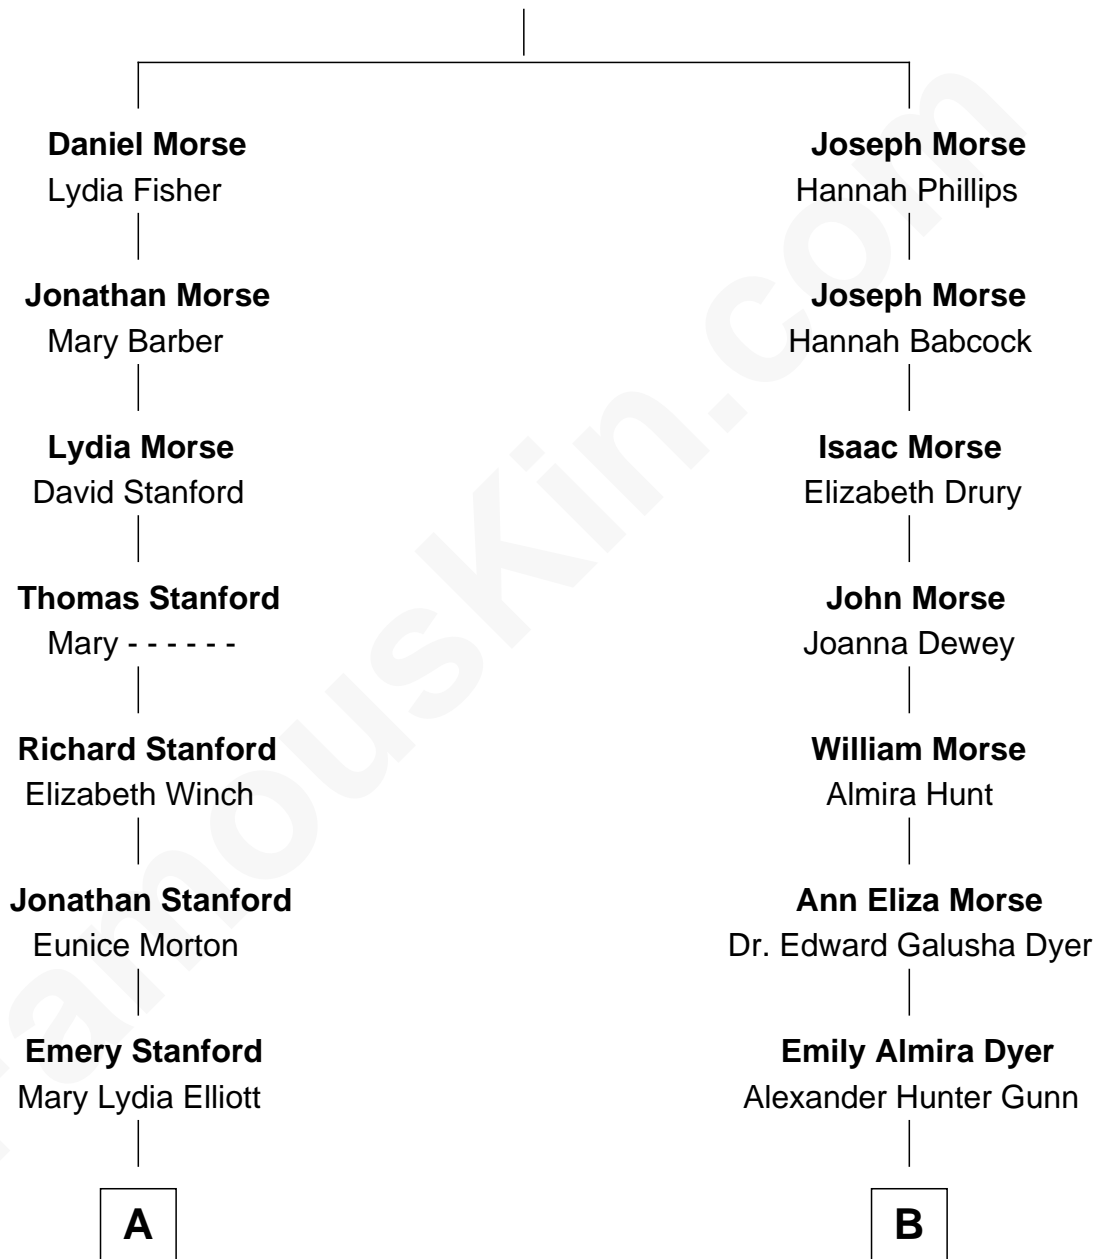 Daniel Morse
Lydia Fisher
Jonathan Morse
Mary Barber
Lydia Morse
David Stanford
Thomas Stanford
Mary - - - - - -
Richard Stanford
Elizabeth Winch
Jonathan Stanford
Eunice Morton
Emery Stanford
Mary Lydia Elliott
A
Joseph Morse
Hannah Phillips
Joseph Morse
Hannah Babcock
Isaac Morse
Elizabeth Drury
John Morse
Joanna Dewey
William Morse
Almira Hunt
Ann Eliza Morse
Dr. Edward Galusha Dyer
Emily Almira Dyer
Alexander Hunter Gunn
B
FamousKin.com